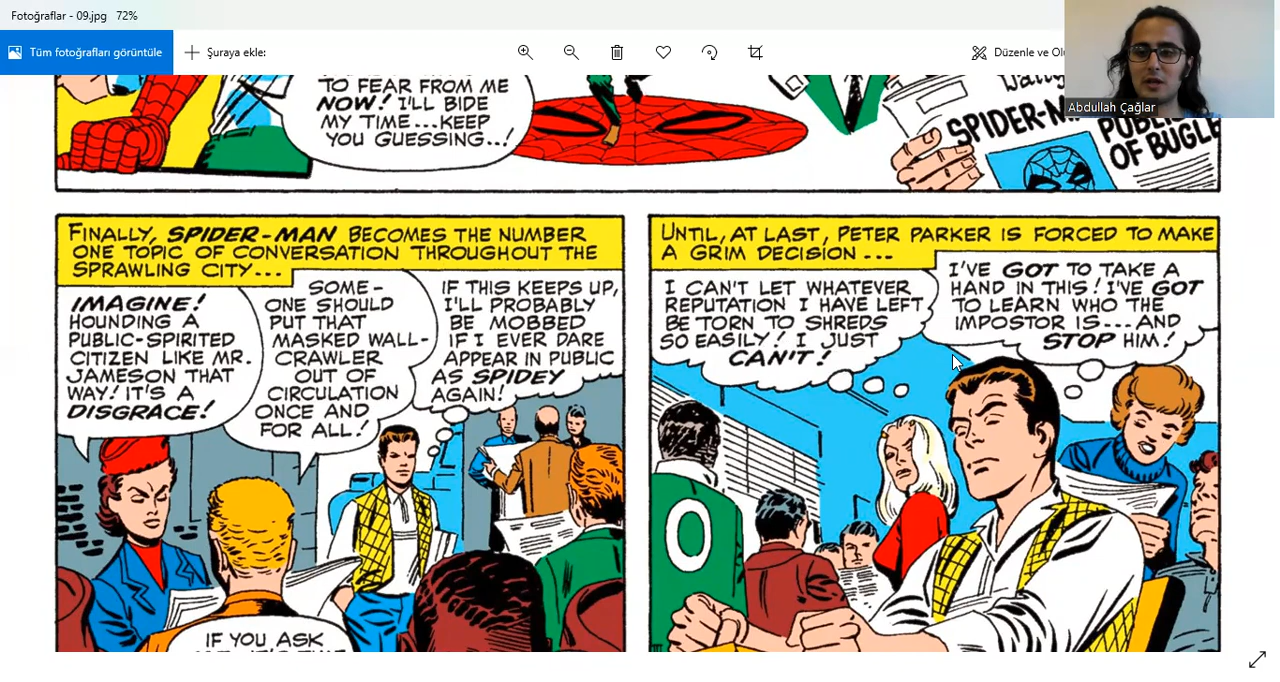 Fotoğraflar - 09.jpg 72%
Tüm fotoğrafları görüntüle
Şuraya ekle:
Düzenle ve Olu
Abdullah Çağlar
TO FEAR FROM ME
NOW! I'LL BIDE
MY TIME...KEEP
YOU GUESSING..!
SPIDER-M
PUBLIC
OF BUGLE
FINALLY, SPIDER-MAN BECOMES THE NUMBER
ONE TOPIC OF CONVERSATION THROUGHOUT THE
SPRAWLING CITY...
IMAGINE!
HOUNDING A
PUBLIC-SPIRITED
CITIZEN LIKE MR.
JAMESON THAT
WAY! IT'S A
DISGRACE!
SOME-
ONE SHOULD
PUT THAT
MASKED WALL-
CRAWLER
OUT OF
CIRCULATION
ONCE AND
FOR ALL!
IF THIS KEEPS UP,
I'LL PROBABLY
BE MOBBED
IF I EVER DARE
APPEAR IN PUBLIC
AS SPIDEY
AGAIN!
IF YOU ASK
UNTIL, AT LAST, PETER PARKER IS FORCED TO MAKE
A GRIM DECISION...
I CAN'T LET WHATEVER
REPUTATION I HAVE LEFT
BE TORN TO SHREDS
SO EASILY! I JUST
CAN'T!
I'VE GOT TO TAKE A
HAND IN THIS! I'VE GOT
TO LEARN WHO THE
IMPOSTOR IS...AND
STOP HIM!
O